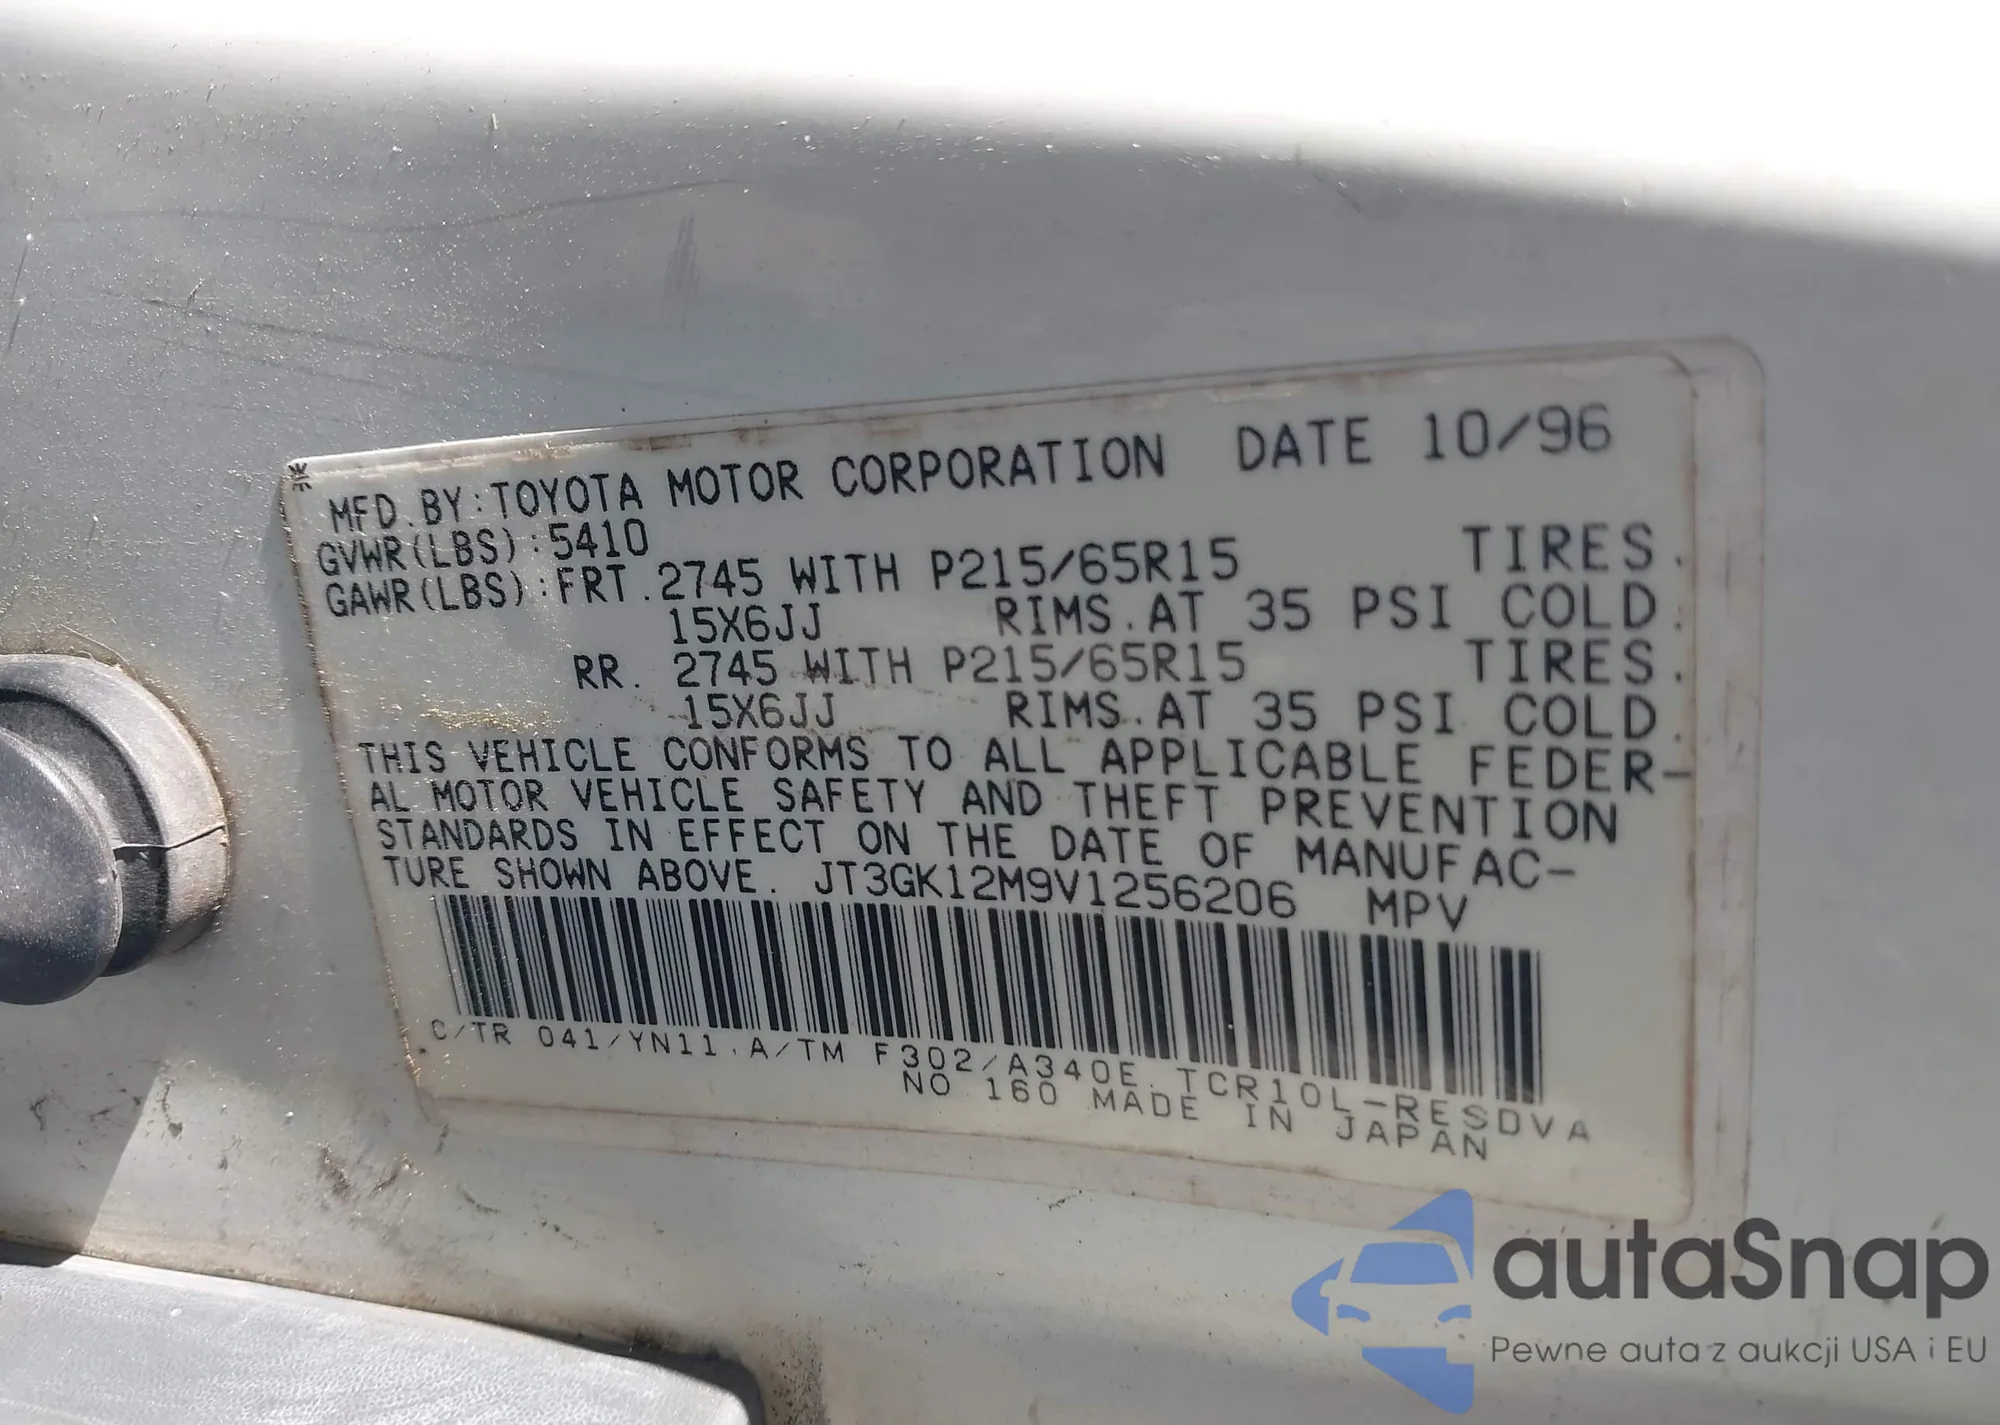 MFD. BY: TOYOTA MOTOR CORPORATION DATE 10/96
GVWR(LBS): 5410
GAWR(LBS): FRT. 2745 WITH P215/65R15 TIRES.
15X6JJ RIMS. AT 35 PSI COLD.
RR. 2745 WITH P215/65R15 TIRES.
15X6JJ RIMS. AT 35 PSI COLD.
THIS VEHICLE CONFORMS TO ALL APPLICABLE FEDER-
AL MOTOR VEHICLE SAFETY AND THEFT PREVENTION
STANDARDS IN EFFECT ON THE DATE OF MANUFAC-
TURE SHOWN ABOVE. JT3GK12M9V1256206 MPV
C/TR 041/YN11. A/TM F302/A340E. TCR10L-RESDVA
NO 160 MADE IN JAPAN
autaSnap
Pewne auta z aukcji USA i EU